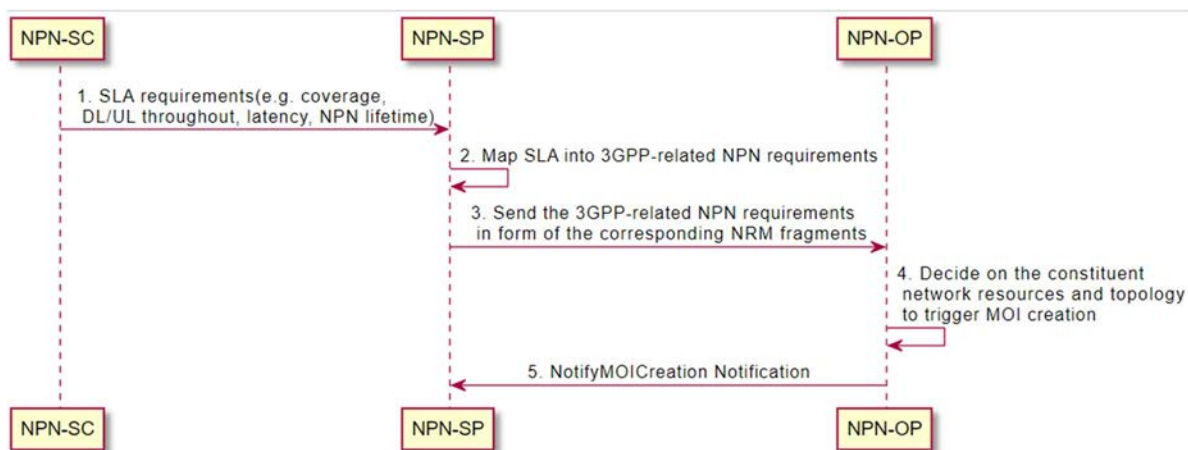 NPN-SC
NPN-SP
NPN-OP
1. SLA requirements(e.g. coverage,
DL/UL throughout, latency, NPN lifetime)
2. Map SLA into 3GPP-related NPN requirements
3. Send the 3GPP-related NPN requirements
in form of the corresponding NRM fragments
4. Decide on the constituent
network resources and topology
to trigger MOI creation
5. NotifyMOICreation Notification
NPN-SC
NPN-SP
NPN-OP